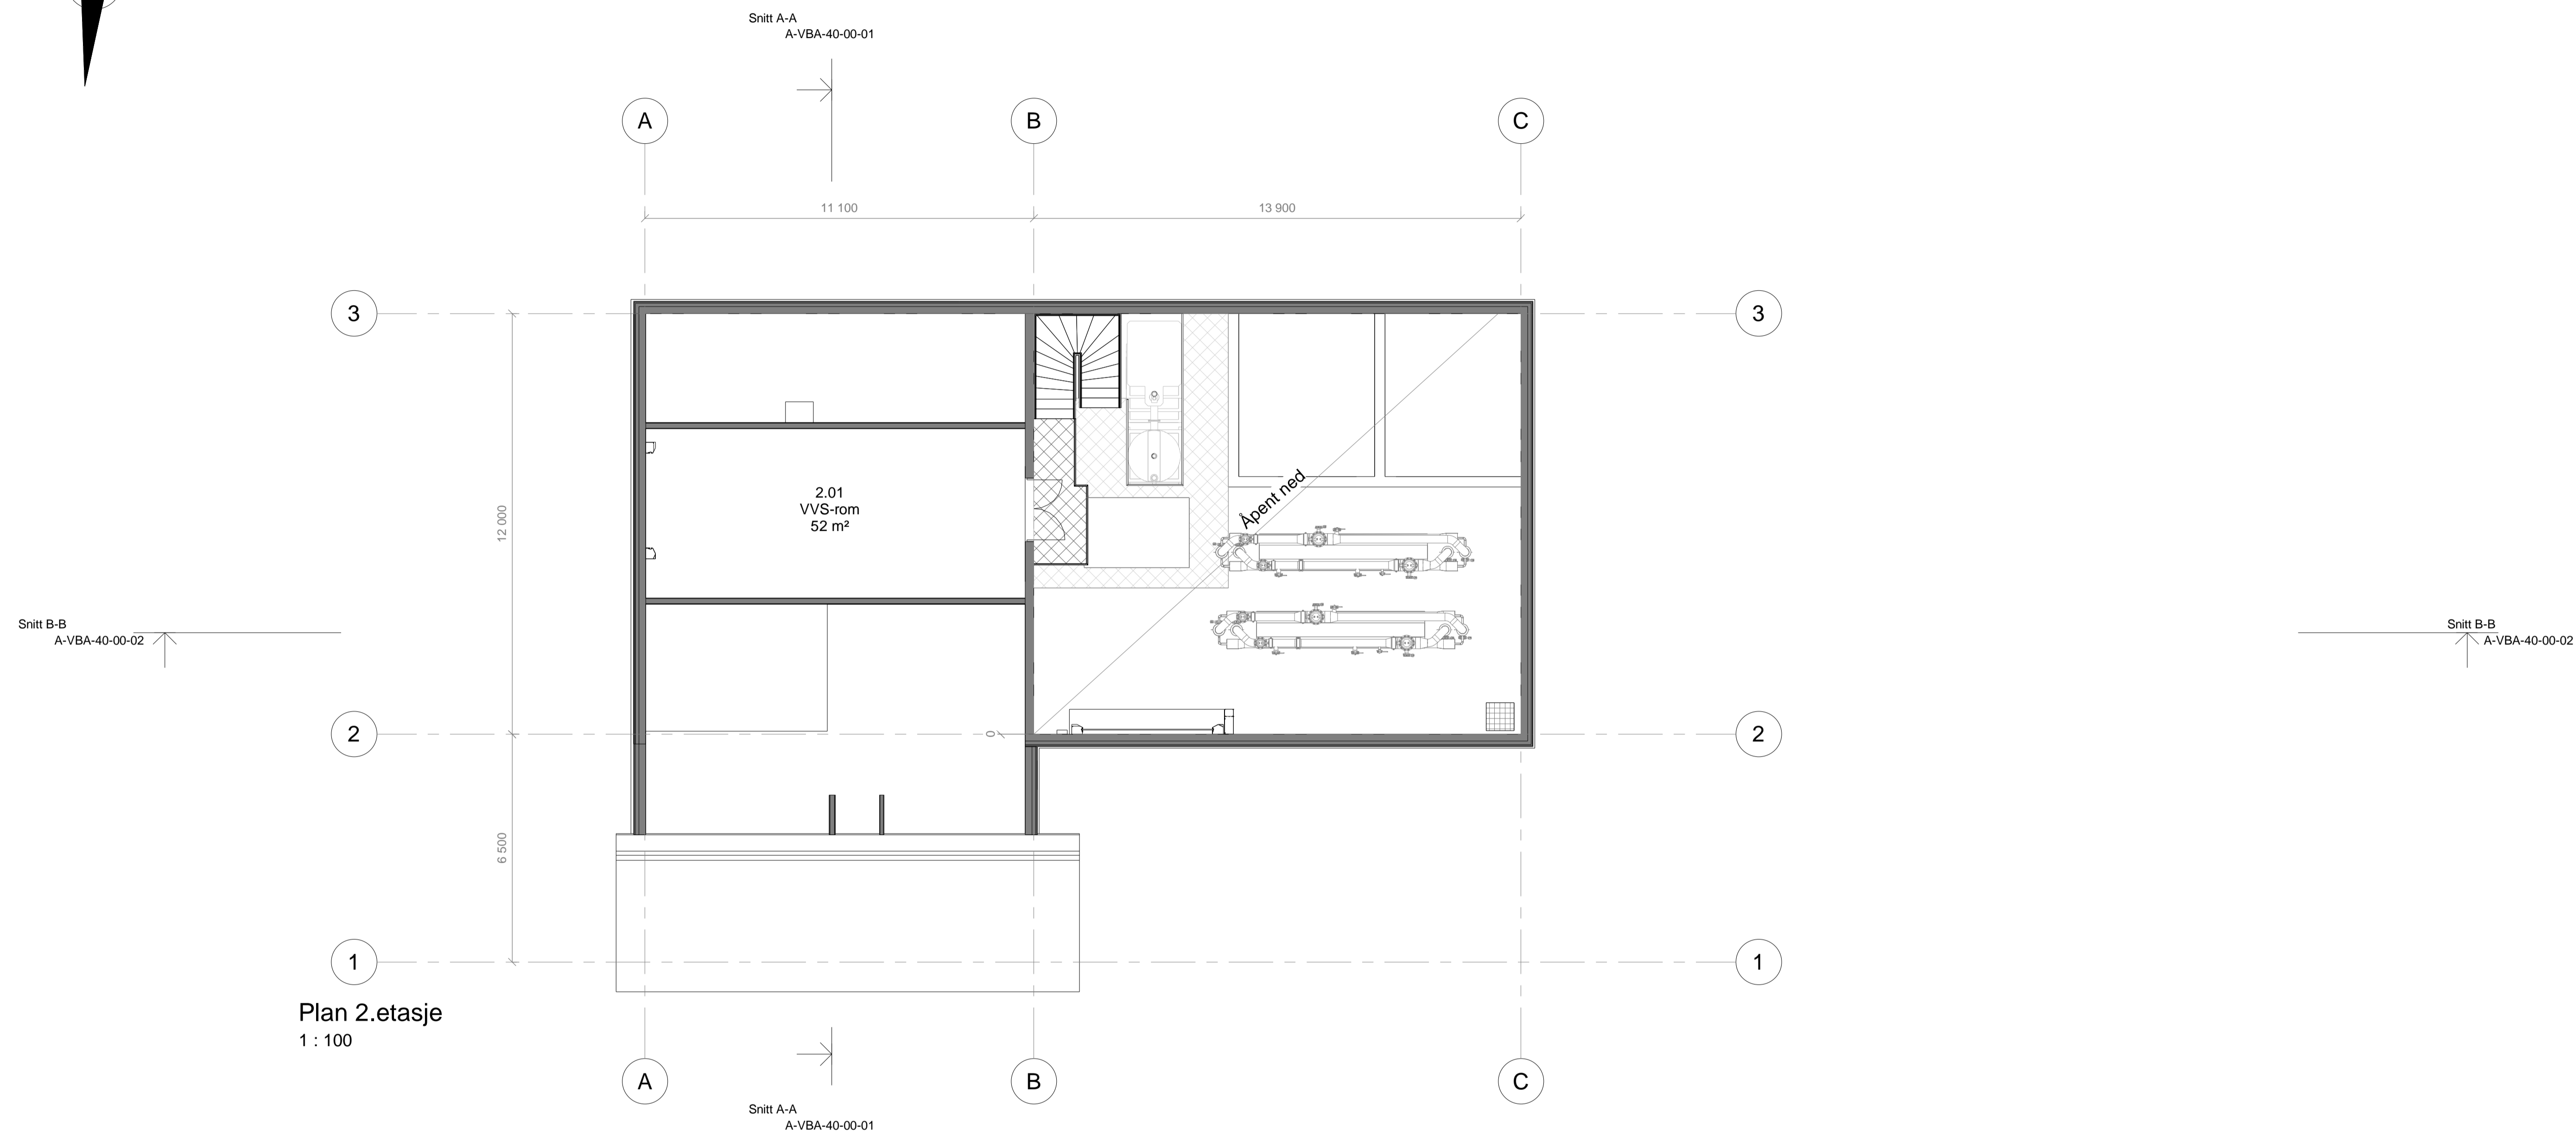 Snitt A-A
A-VBA-40-00-01
A
B
C
11 100
13 900
3
3
12 000
2.01
VVS-rom
52 m²
Åpent ned
Snitt B-B
A-VBA-40-00-02
Snitt B-B
A-VBA-40-00-02
2
0
2
6 500
1
1
Plan 2.etasje
1 : 100
A
B
C
Snitt A-A
A-VBA-40-00-01